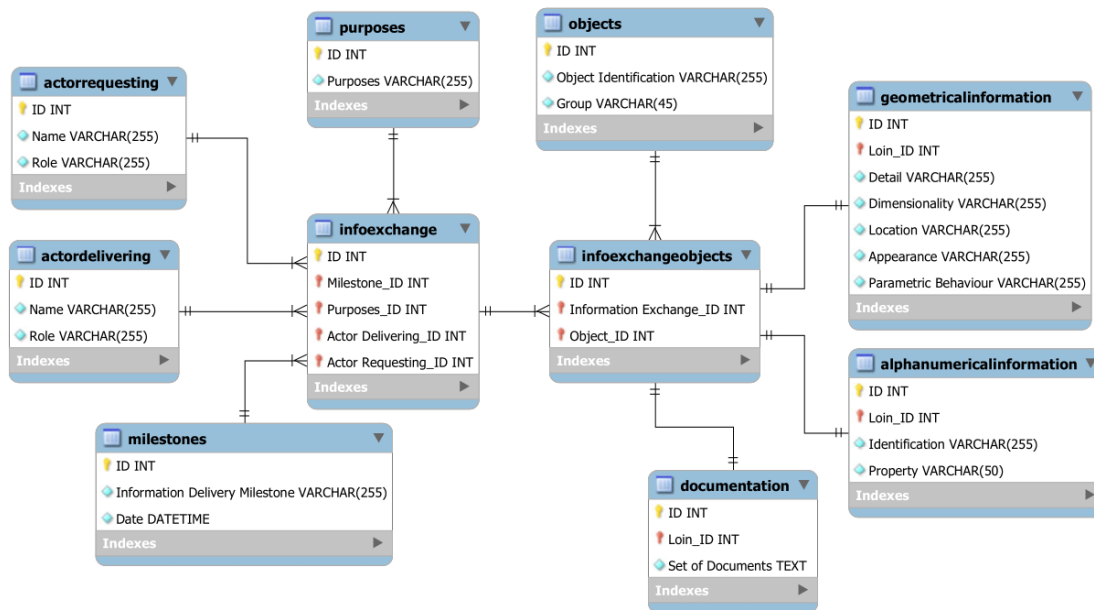 purposes
ID INT
Purposes VARCHAR(255)
Indexes
objects
ID INT
Object Identification VARCHAR(255)
Group VARCHAR(45)
Indexes
actorrequesting
ID INT
Name VARCHAR(255)
Role VARCHAR(255)
Indexes
geometricalinformation
ID INT
Loin_ID INT
Detail VARCHAR(255)
Dimensionality VARCHAR(255)
Location VARCHAR(255)
Appearance VARCHAR(255)
Parametric Behaviour VARCHAR(255)
Indexes
actordelivering
ID INT
Name VARCHAR(255)
Role VARCHAR(255)
Indexes
infoexchange
ID INT
Milestone_ID INT
Purposes_ID INT
Actor Delivering_ID INT
Actor Requesting_ID INT
Indexes
infoexchangeobjects
ID INT
Information Exchange_ID INT
Object_ID INT
Indexes
alphanumericalinformation
ID INT
Loin_ID INT
Identification VARCHAR(255)
Property VARCHAR(50)
Indexes
milestones
ID INT
Information Delivery Milestone VARCHAR(255)
Date DATETIME
Indexes
documentation
ID INT
Loin_ID INT
Set of Documents TEXT
Indexes